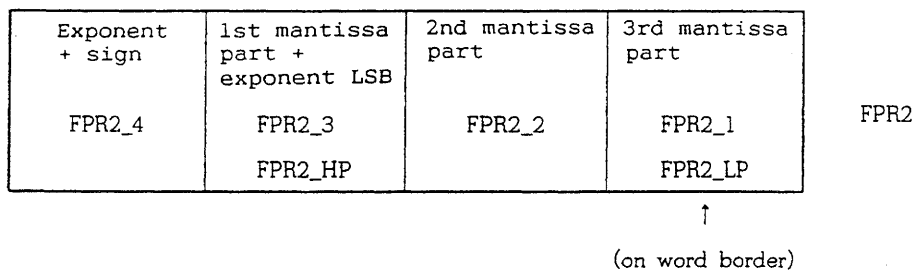 Exponent
+ sign
FPR2_4
1st mantissa
part +
exponent LSB
FPR2_3
FPR2_HP
2nd mantissa
part
FPR2_2
3rd mantissa
part
FPR2_1
FPR2_LP
FPR2
↑
(on word border)